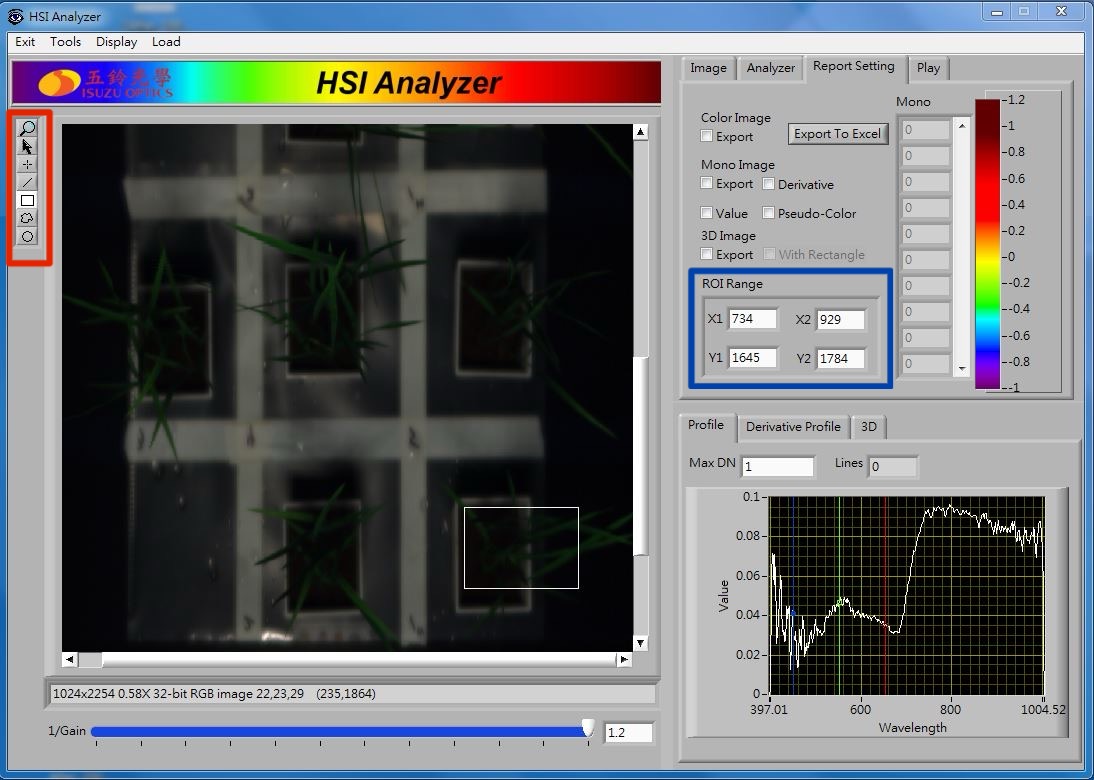 HSI Analyzer
Exit Tools Display Load
五鈴光學
ISUZU OPTICS
HSI Analyzer
1024x2254 0.58X 32-bit RGB image 22,23,29 (235,1864)
1/Gain
1.2
Image Analyzer Report Setting Play
Color Image
Export
Export To Excel
Mono Image
Export Derivative
Value Pseudo-Color
3D Image
Export With Rectangle
ROI Range
X1 734 X2 929
Y1 1645 Y2 1784
Mono
0
0
0
0
0
0
0
0
0
0
1.2
1
0.8
0.6
0.4
0.2
0
-0.2
-0.4
-0.6
-0.8
-1
Profile Derivative Profile 3D
Max DN 1 Lines 0
0.1
0.08
0.06
0.04
0.02
0
Value
397.01 600 800 1004.52
Wavelength